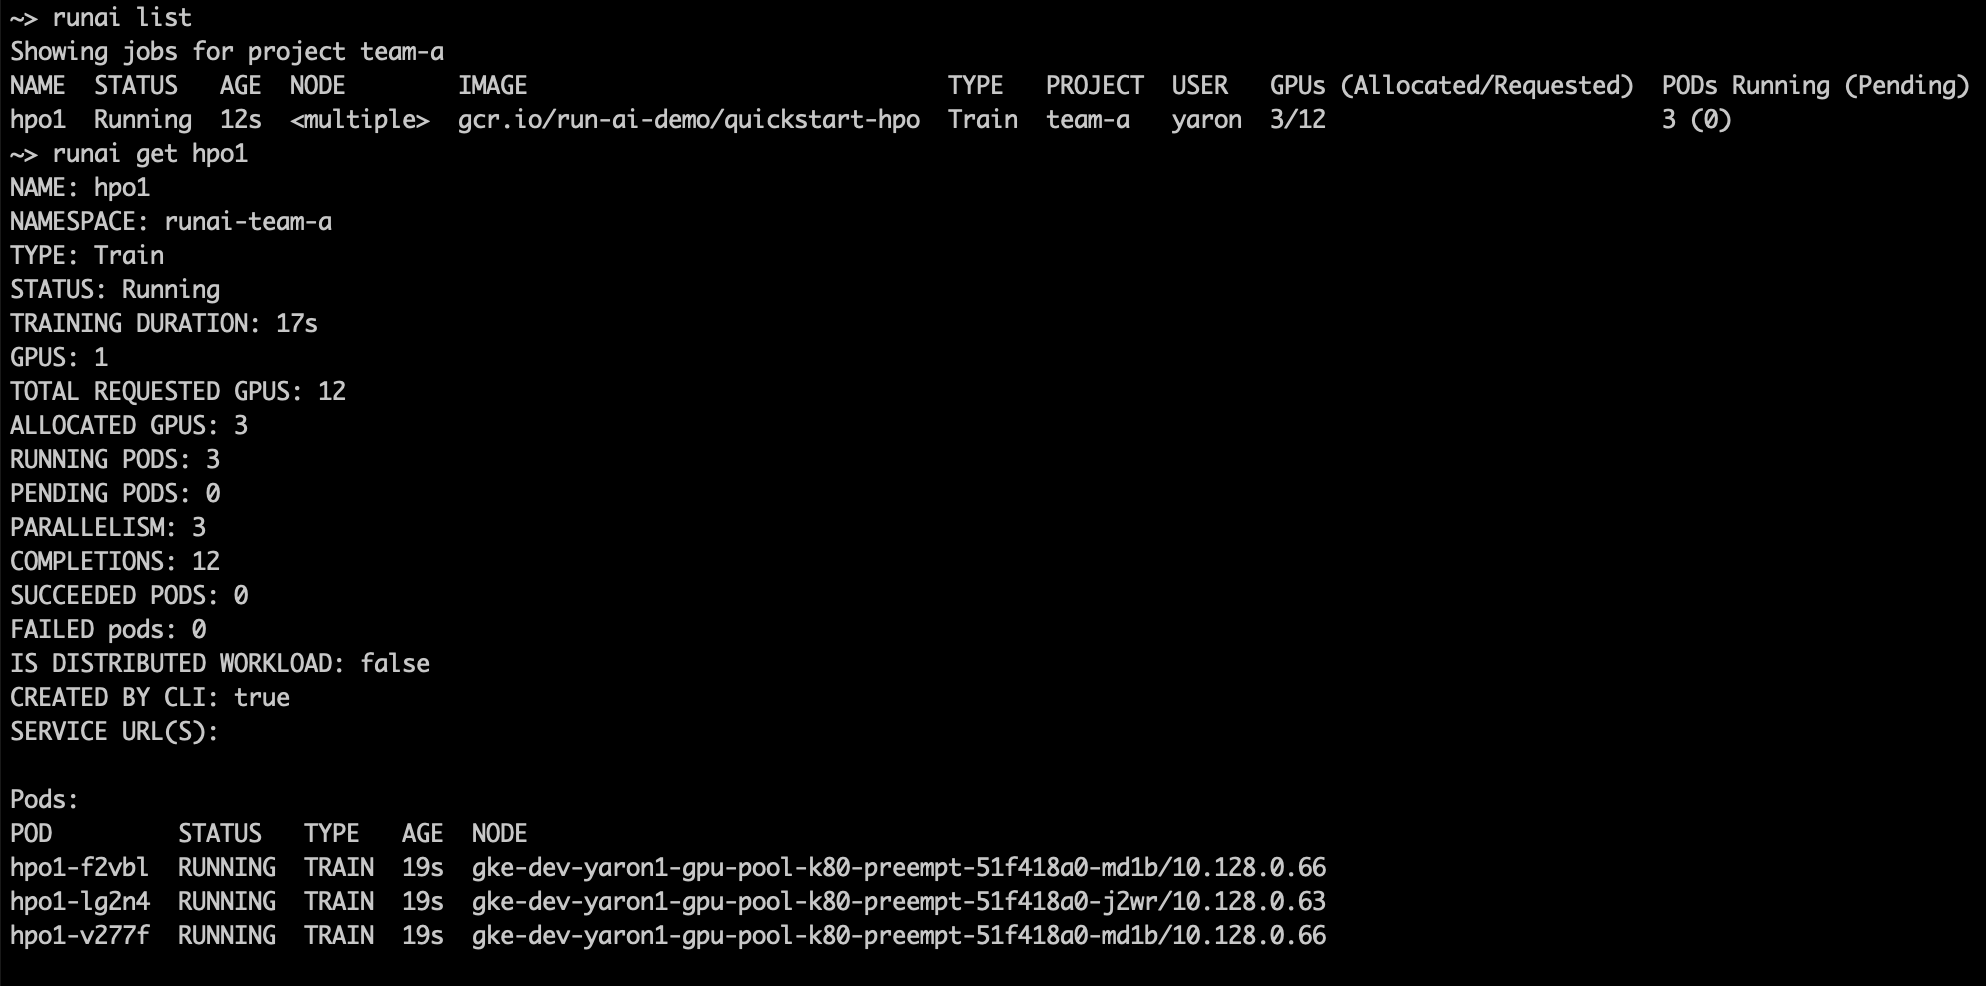 ~> runai list
Showing jobs for project team-a
NAME  STATUS   AGE  NODE        IMAGE                              TYPE   PROJECT  USER   GPUs (Allocated/Requested)  PODs Running (Pending)
hpo1  Running  12s  <multiple>  gcr.io/run-ai-demo/quickstart-hpo  Train  team-a   yaron  3/12                        3 (0)
~> runai get hpo1
NAME: hpo1
NAMESPACE: runai-team-a
TYPE: Train
STATUS: Running
TRAINING DURATION: 17s
GPUS: 1
TOTAL REQUESTED GPUS: 12
ALLOCATED GPUS: 3
RUNNING PODS: 3
PENDING PODS: 0
PARALLELISM: 3
COMPLETIONS: 12
SUCCEEDED PODS: 0
FAILED pods: 0
IS DISTRIBUTED WORKLOAD: false
CREATED BY CLI: true
SERVICE URL(S):

Pods:
POD         STATUS   TYPE   AGE  NODE
hpo1-f2vbl  RUNNING  TRAIN  19s  gke-dev-yaron1-gpu-pool-k80-preempt-51f418a0-md1b/10.128.0.66
hpo1-lg2n4  RUNNING  TRAIN  19s  gke-dev-yaron1-gpu-pool-k80-preempt-51f418a0-j2wr/10.128.0.63
hpo1-v277f  RUNNING  TRAIN  19s  gke-dev-yaron1-gpu-pool-k80-preempt-51f418a0-md1b/10.128.0.66